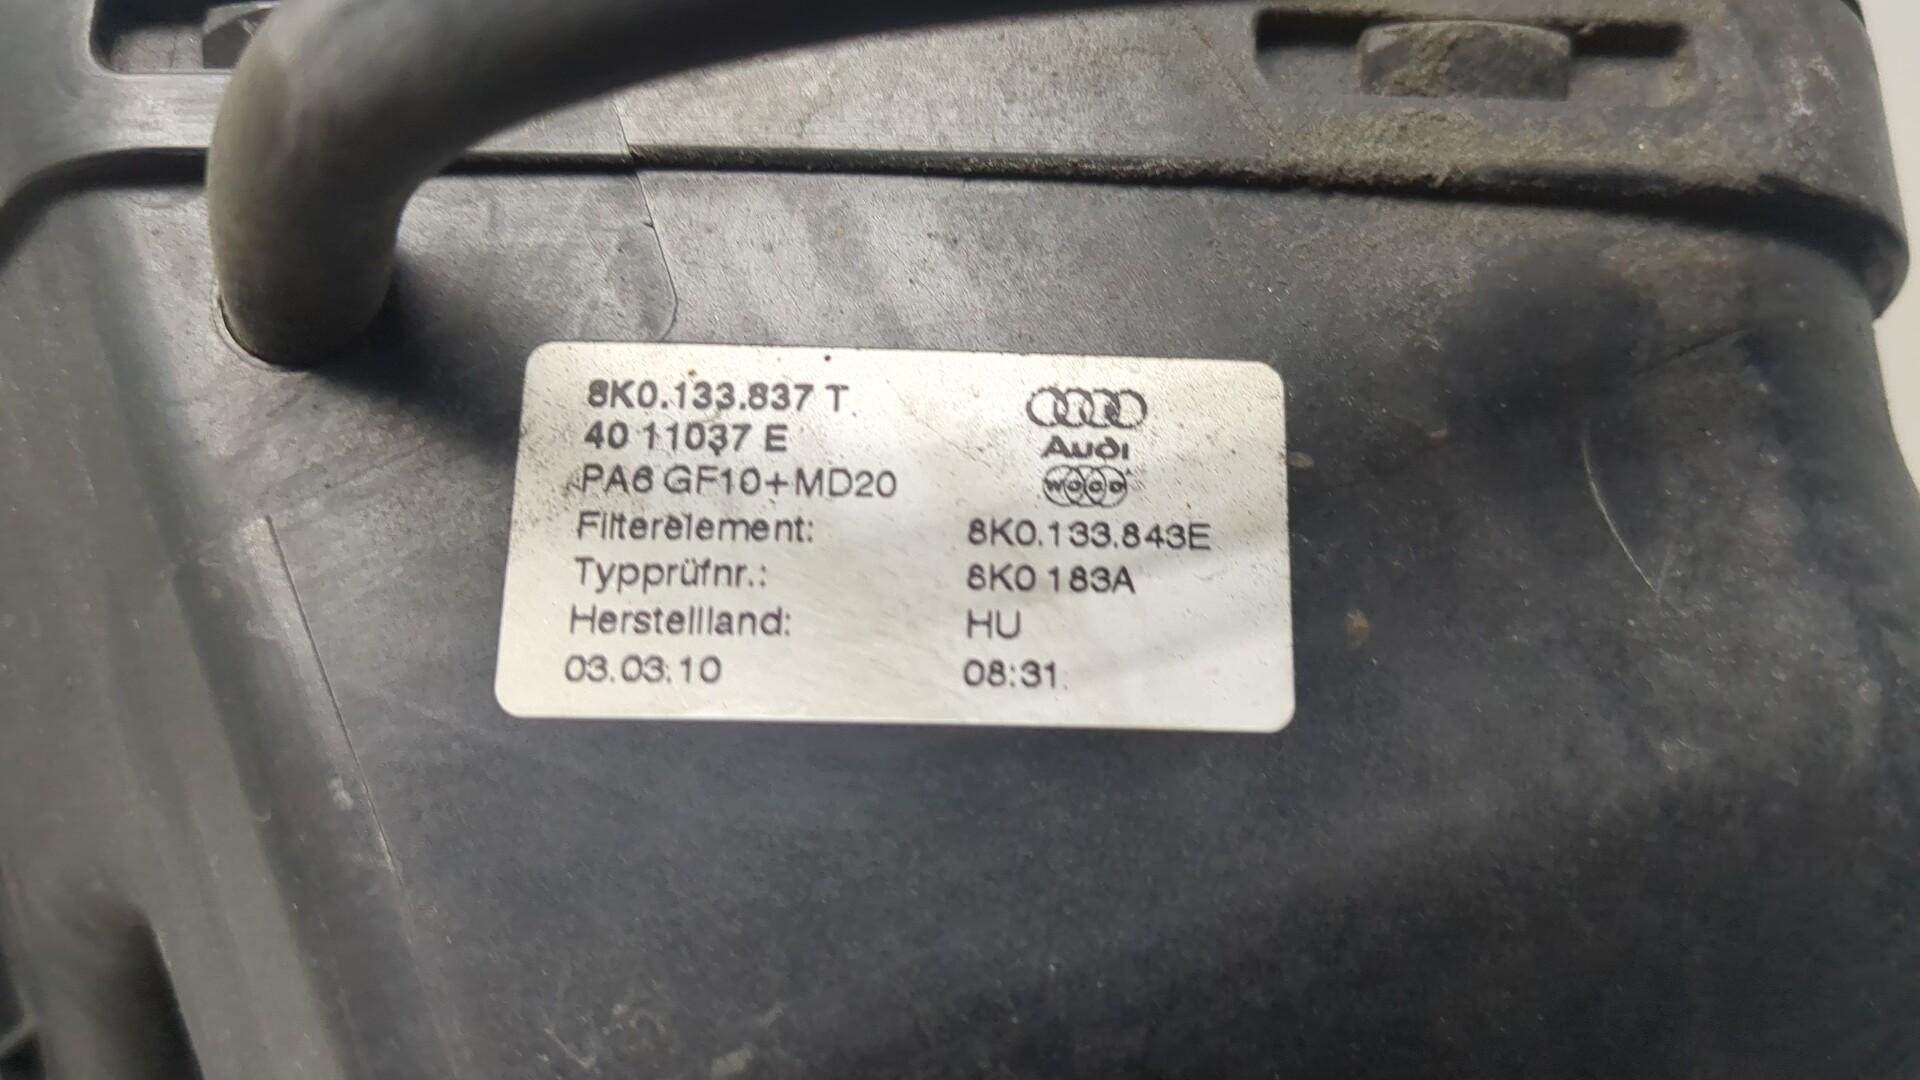 8K0.133.837 T
40 11037 E
PA6 GF10+MD20
Audi
WOCO
Filterelement: 8K0.133.843E
Typprüfnr.: 8K0 183A
Herstellland: HU
03.03.10 08:31